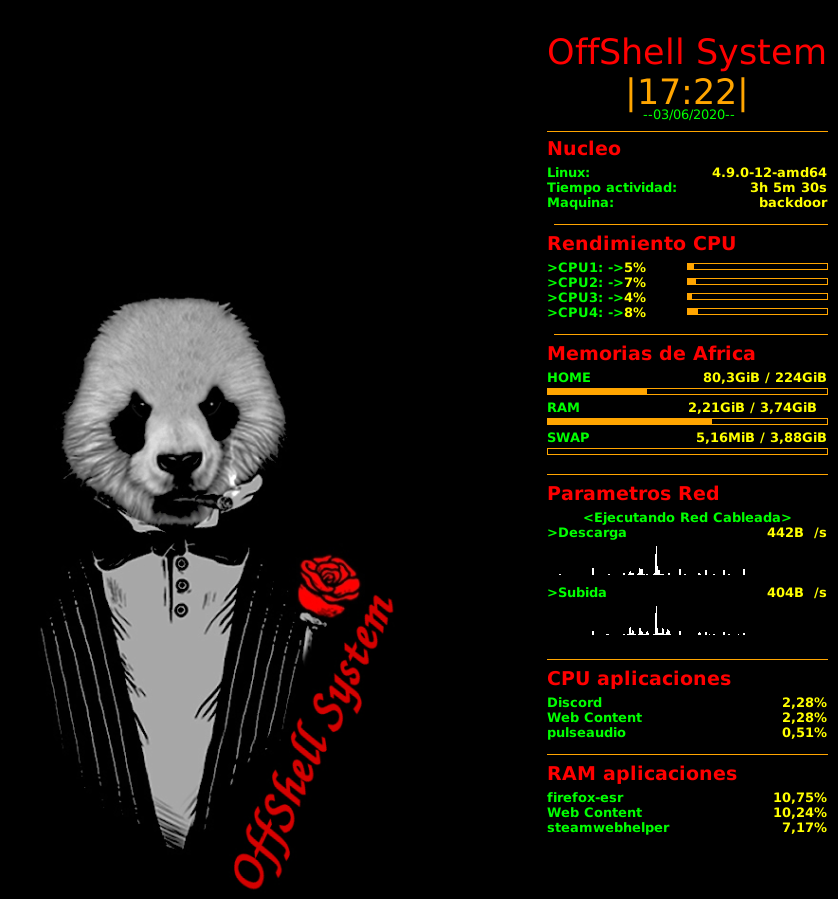 OffShell System
|17:22|
--03/06/2020--
Nucleo
Linux: 4.9.0-12-amd64
Tiempo actividad: 3h 5m 30s
Maquina: backdoor
Rendimiento CPU
>CPU1: ->5%
>CPU2: ->7%
>CPU3: ->4%
>CPU4: ->8%
Memorias de Africa
HOME 80,3GiB / 224GiB
RAM 2,21GiB / 3,74GiB
SWAP 5,16MiB / 3,88GiB
Parametros Red
<Ejecutando Red Cableada>
>Descarga 442B /s
>Subida 404B /s
CPU aplicaciones
Discord 2,28%
Web Content 2,28%
pulseaudio 0,51%
RAM aplicaciones
firefox-esr 10,75%
Web Content 10,24%
steamwebhelper 7,17%
OffShell System